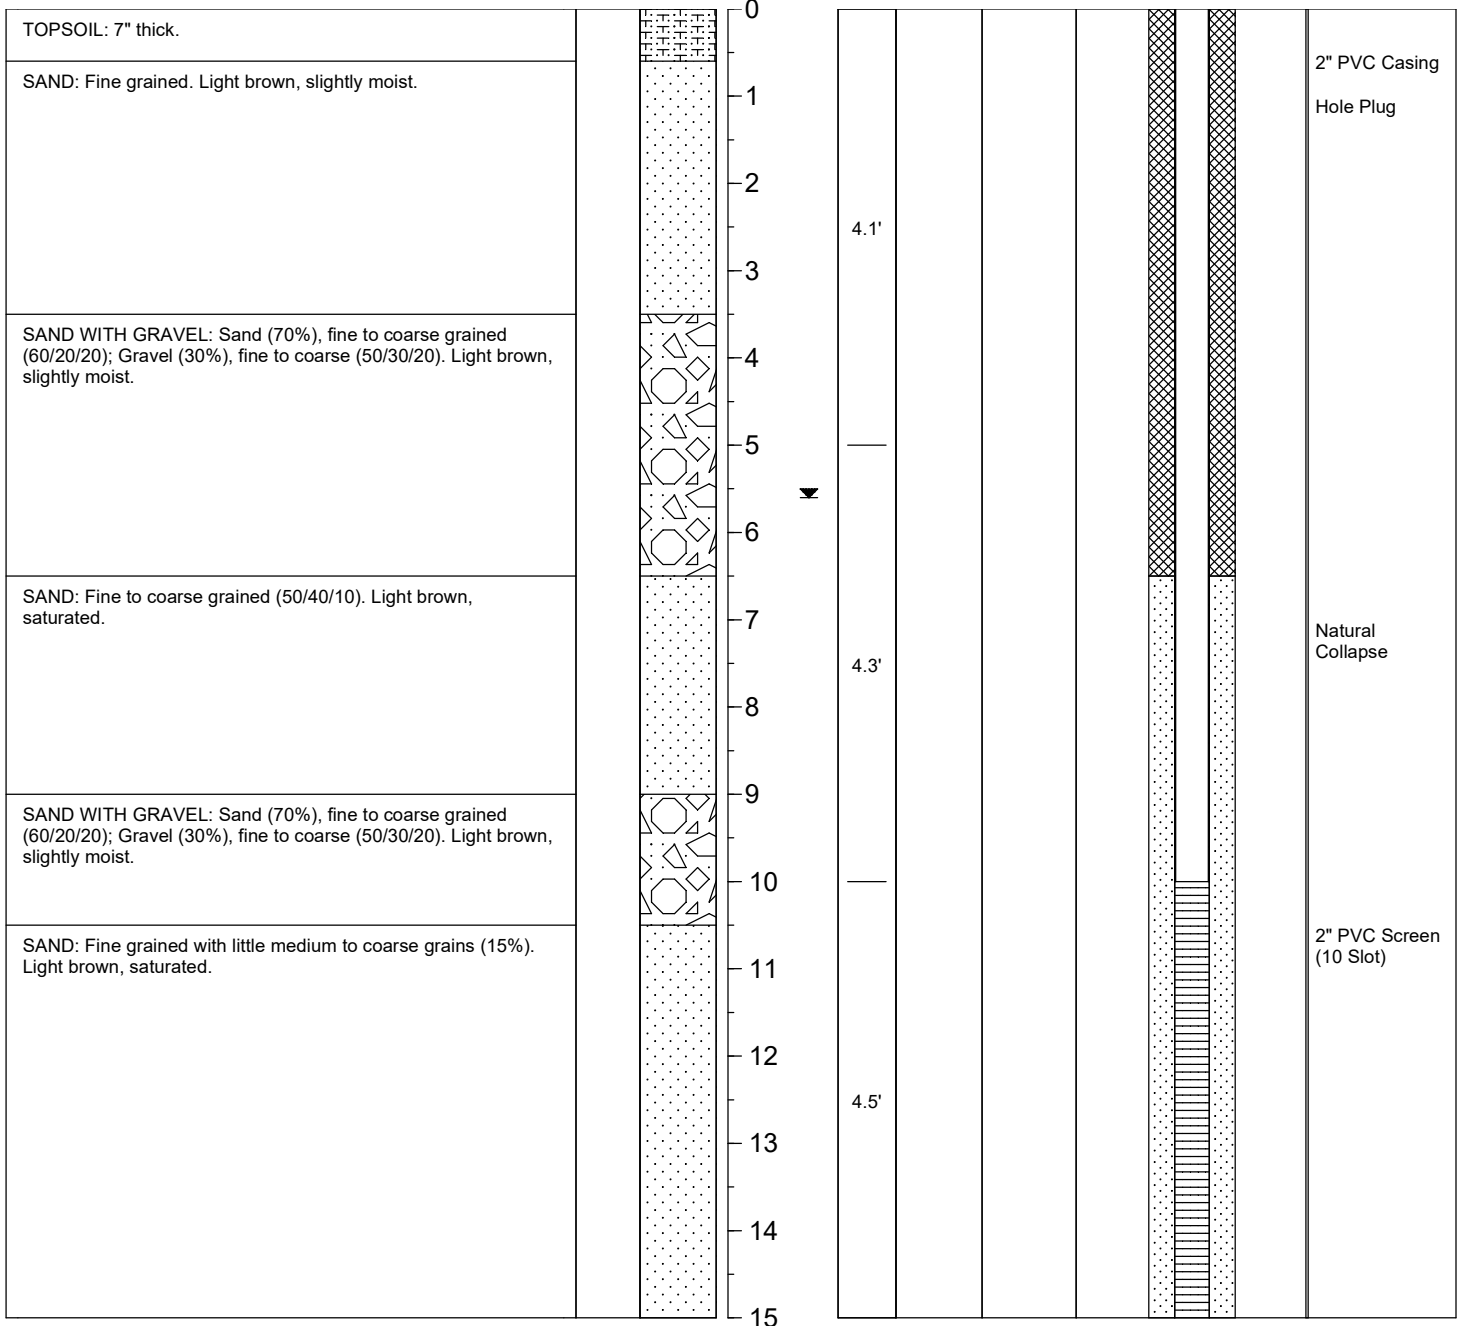 TOPSOIL: 7" thick.
SAND: Fine grained. Light brown, slightly moist.
SAND WITH GRAVEL: Sand (70%), fine to coarse grained
(60/20/20); Gravel (30%), fine to coarse (50/30/20). Light brown,
slightly moist.
SAND: Fine to coarse grained (50/40/10). Light brown,
saturated.
SAND WITH GRAVEL: Sand (70%), fine to coarse grained
(60/20/20); Gravel (30%), fine to coarse (50/30/20). Light brown,
slightly moist.
SAND: Fine grained with little medium to coarse grains (15%).
Light brown, saturated.
0
1
2
3
4
5
6
7
8
9
10
11
12
13
14
15
4.1'
4.3'
4.5'
2" PVC Casing
Hole Plug
Natural
Collapse
2" PVC Screen
(10 Slot)